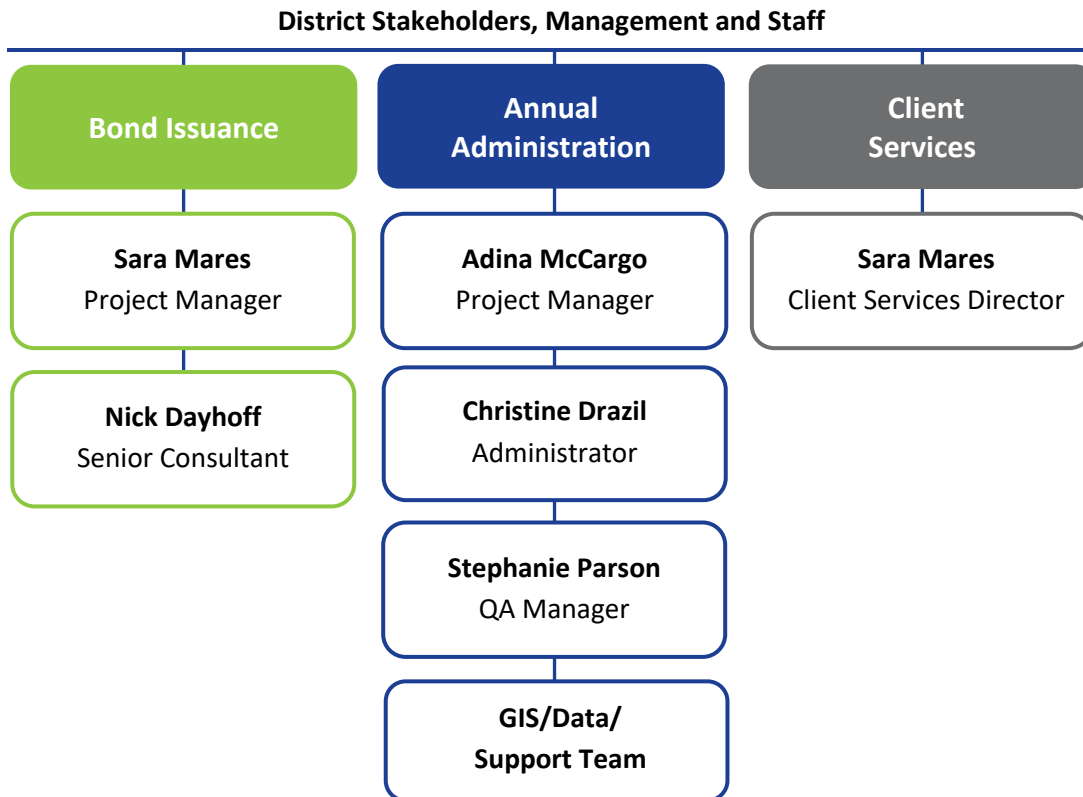 District Stakeholders, Management and Staff
Bond Issuance
Sara Mares
Project Manager
Nick Dayhoff
Senior Consultant
Annual
Administration
Adina McCargo
Project Manager
Christine Drazil
Administrator
Stephanie Parson
QA Manager
GIS/Data/
Support Team
Client
Services
Sara Mares
Client Services Director